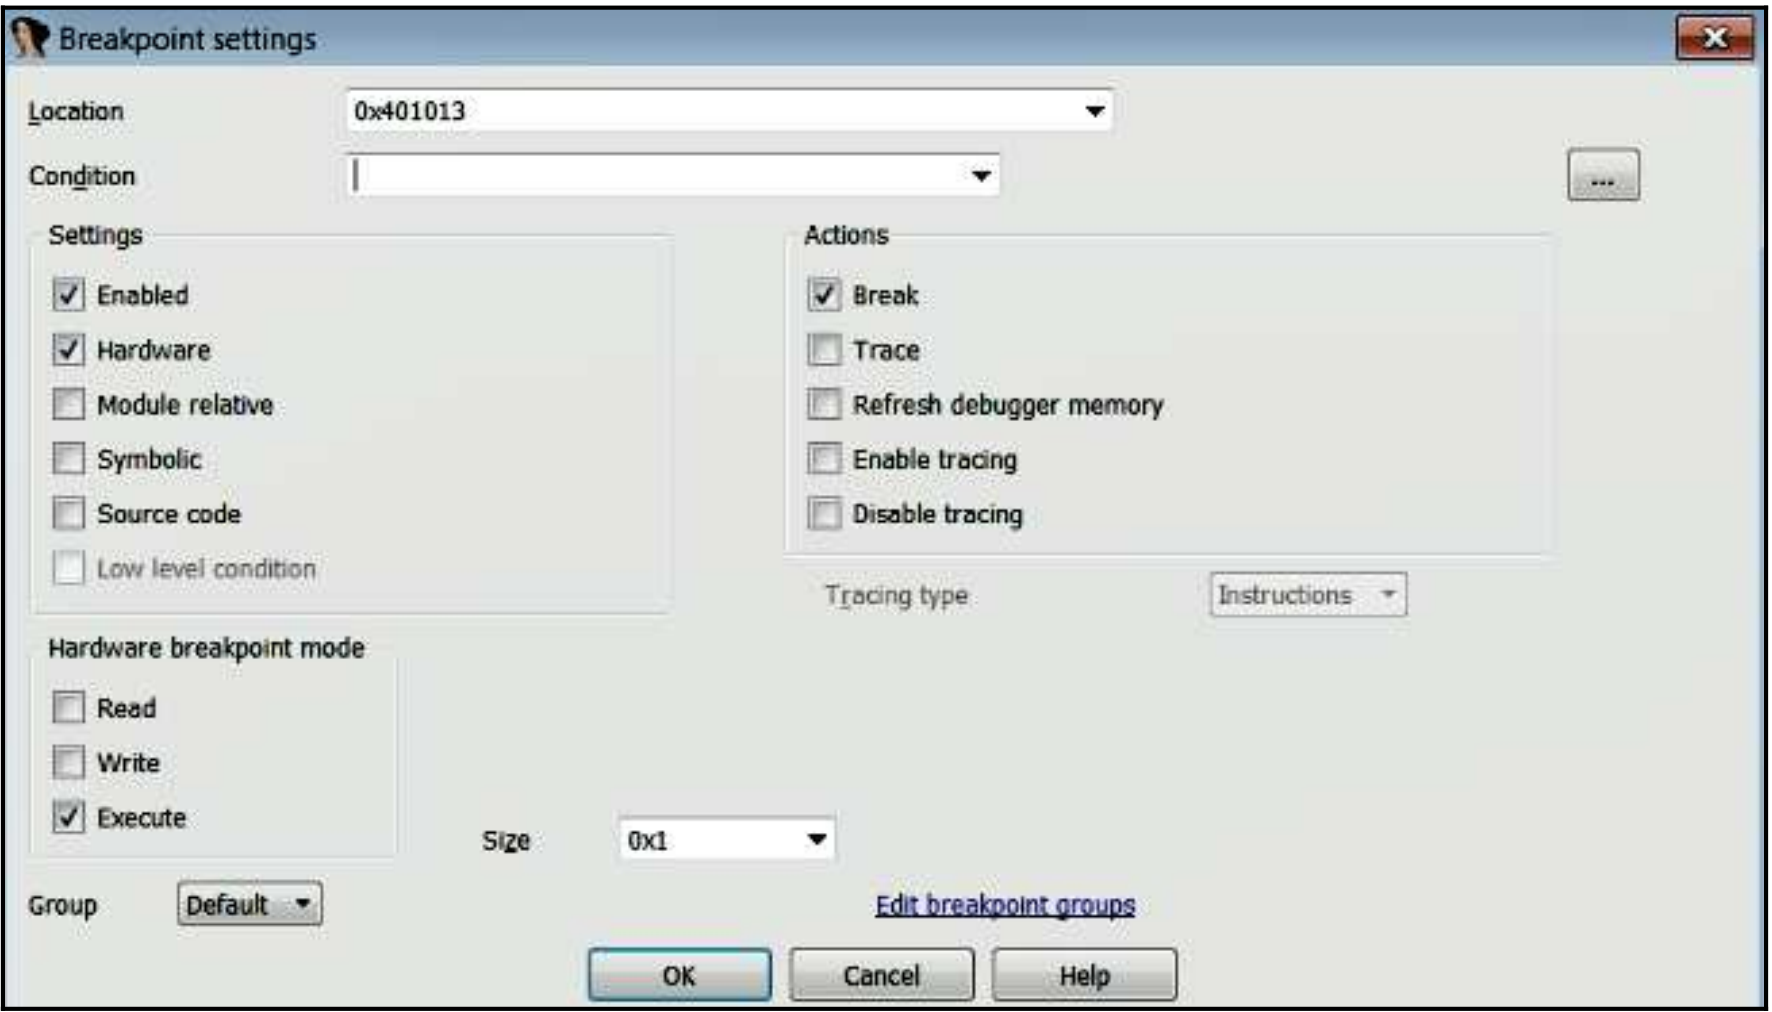 Breakpoint settings
Location 0x401013
Condition ...
Settings
Enabled
Hardware
Module relative
Symbolic
Source code
Low level condition
Actions
Break
Trace
Refresh debugger memory
Enable tracing
Disable tracing
Tracing type Instructions
Hardware breakpoint mode
Read
Write
Execute
Size 0x1
Group Default Edit breakpoint groups
OK Cancel Help